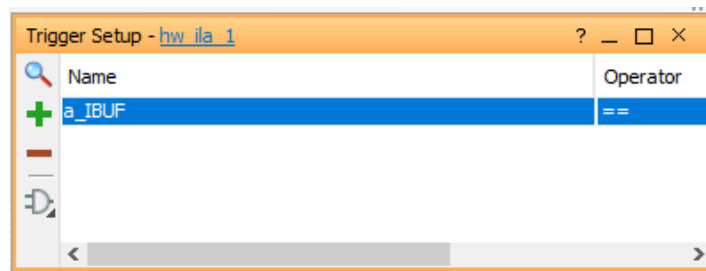 Trigger Setup - hw_ila_1 ?
Name Operator
a_IBUF ==